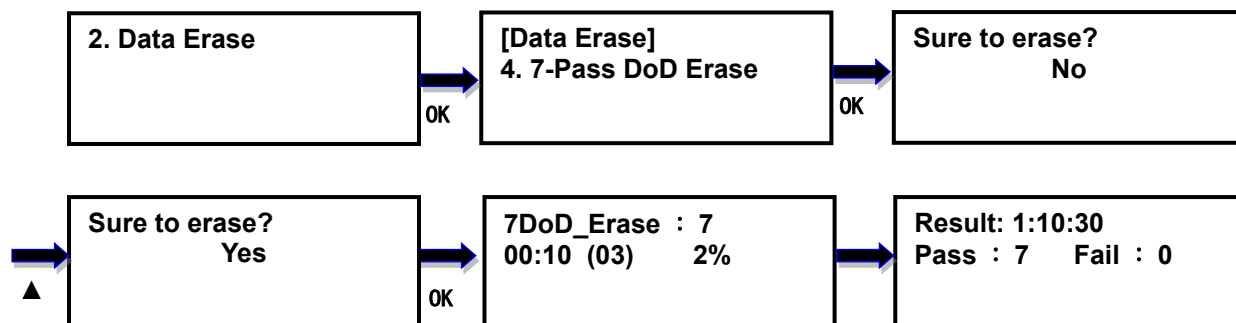 2. Data Erase
[Data Erase]
4. 7-Pass DoD Erase
Sure to erase?
No
OK
OK
Sure to erase?
Yes
7DoD_Erase : 7
00:10 (03) 2%
Result: 1:10:30
Pass : 7 Fail : 0
▲
OK